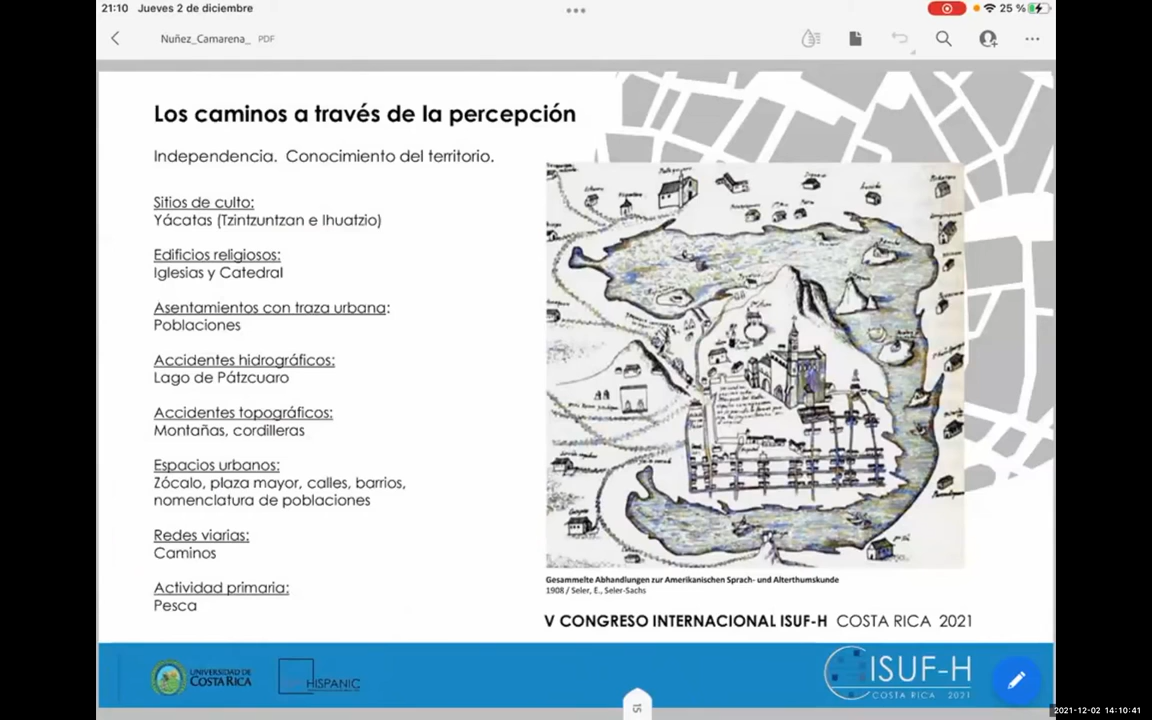 21:10 Jueves 2 de diciembre
25 %
Nuñez_Camarena_ PDF
Los caminos a través de la percepción
Independencia. Conocimiento del territorio.
Sitios de culto:
Yácatas (Tzintzuntzan e Ihuatzio)
Edificios religiosos:
Iglesias y Catedral
Asentamientos con traza urbana:
Poblaciones
Accidentes hidrográficos:
Lago de Pátzcuaro
Accidentes topográficos:
Montañas, cordilleras
Espacios urbanos:
Zócalo, plaza mayor, calles, barrios,
nomenclatura de poblaciones
Redes viarias:
Caminos
Actividad primaria:
Pesca
Gesammelte Abhandlungen zur Amerikanischen Sprach- und Alterthumskunde
1908 / Seler, E., Seler-Sachs
V CONGRESO INTERNACIONAL ISUF-H COSTA RICA 2021
UNIVERSIDAD DE
COSTA RICA
HISPANIC
ISUF-H
COSTA RICA 2021
15
2021-12-02 14:10:41